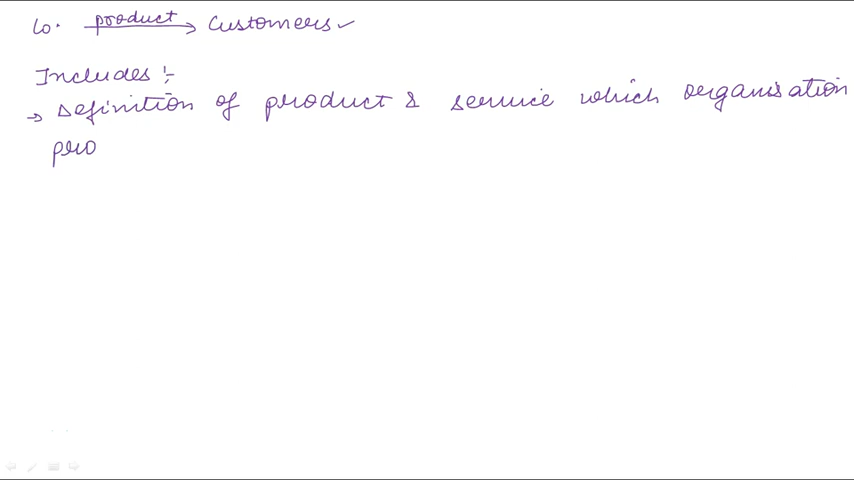 Co. product → Customers ✓
Includes :-
→ Definition of product & service which organisation
pro